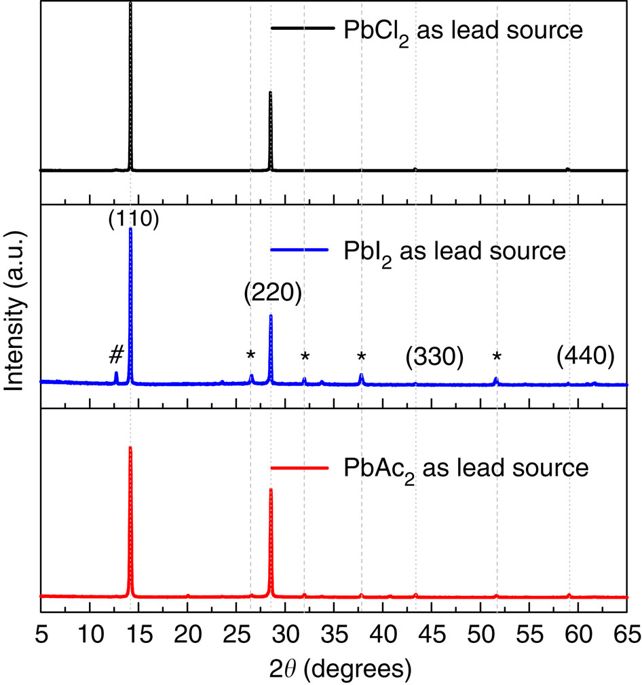 PbCl₂ as lead source
(110)
PbI₂ as lead source
(220)
# * * * (330) * (440)
Intensity (a.u.)
PbAc₂ as lead source
5 10 15 20 25 30 35 40 45 50 55 60 65
2θ (degrees)